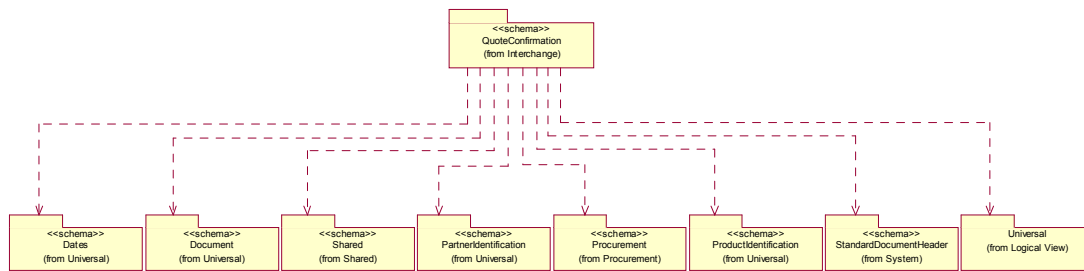 <<schema>>
QuoteConfirmation
(from Interchange)
<<schema>>
Dates
(from Universal)
<<schema>>
Document
(from Universal)
<<schema>>
Shared
(from Shared)
<<schema>>
PartnerIdentification
(from Universal)
<<schema>>
Procurement
(from Procurement)
<<schema>>
ProductIdentification
(from Universal)
<<schema>>
StandardDocumentHeader
(from System)
Universal
(from Logical View)